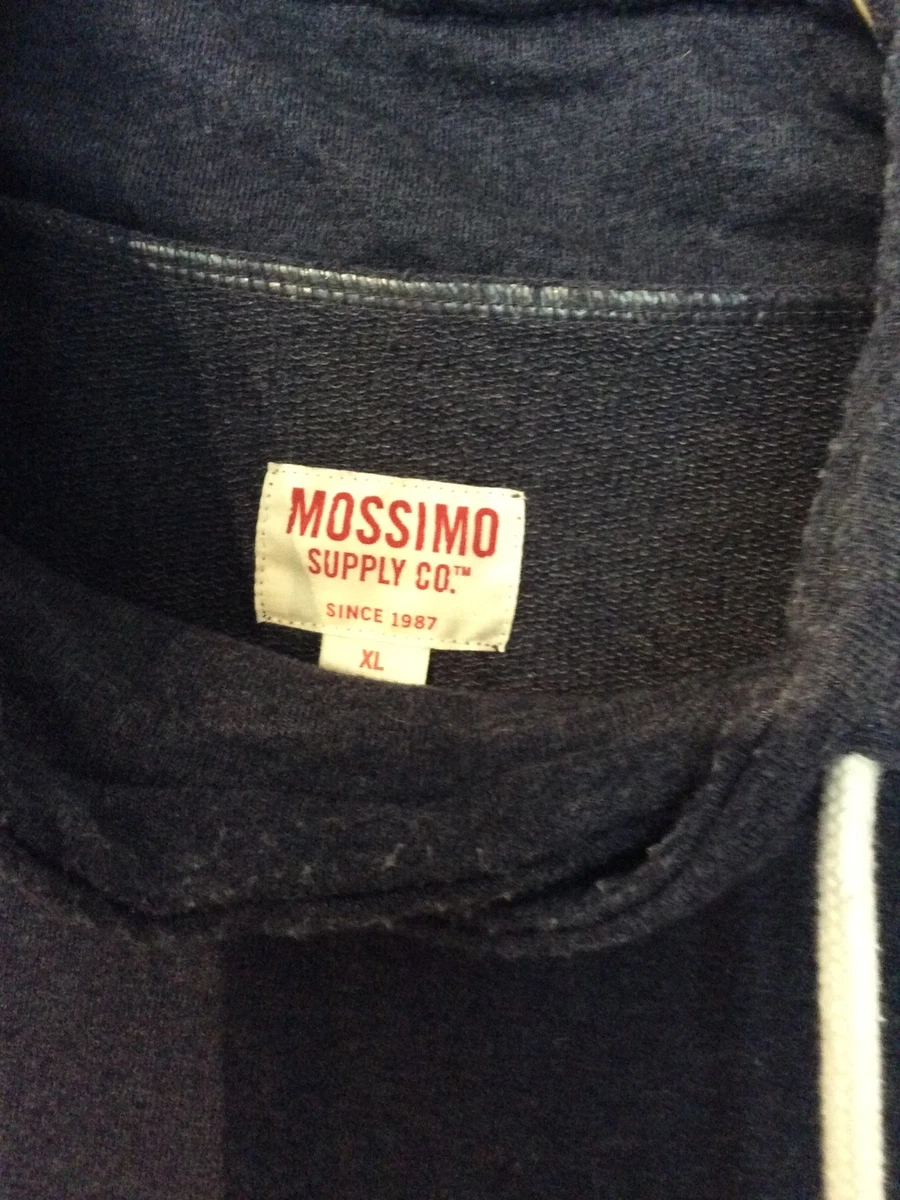 MOSSIMO
SUPPLY CO.™
SINCE 1987
XL